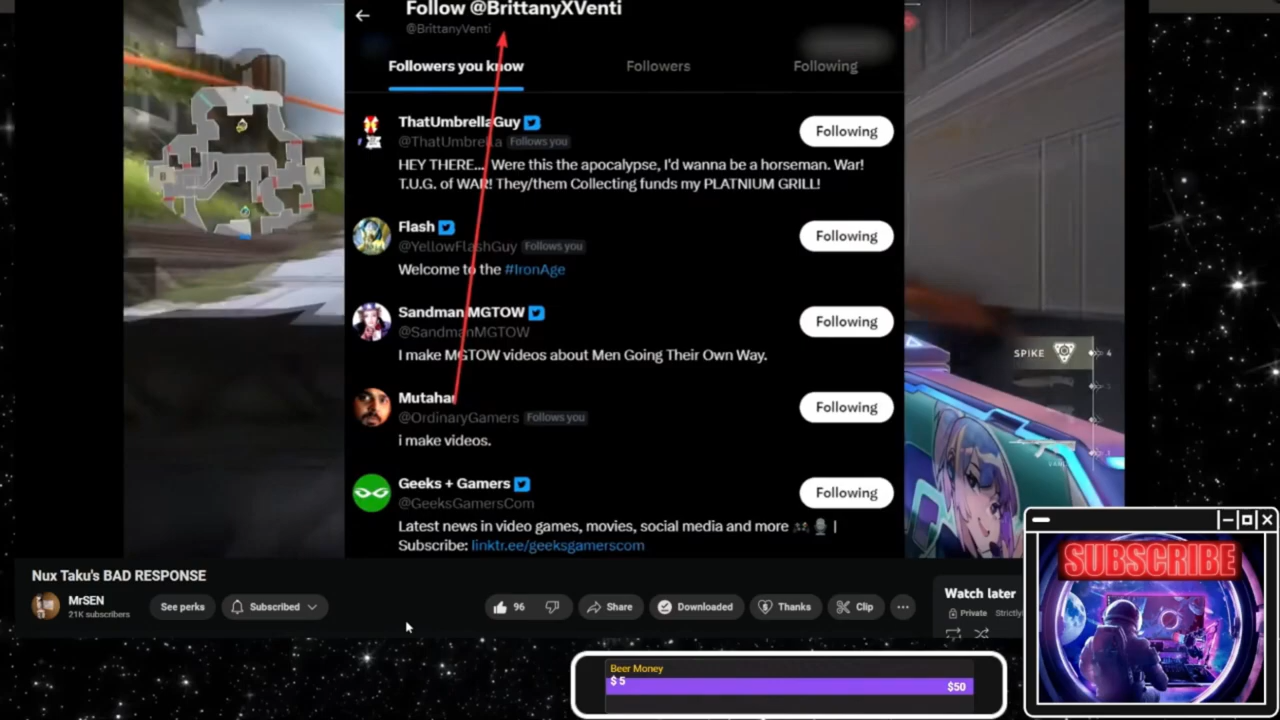 Follow @BrittanyXVenti
@BrittanyVenti
Followers you know
Followers
Following
ThatUmbrellaGuy
@ThatUmbrella Follows you
Following
HEY THERE... Were this the apocalypse, I'd wanna be a horseman. War!
T.U.G. of WAR! They/them Collecting funds my PLATNIUM GRILL!
Flash
@YellowFlashGuy Follows you
Following
Welcome to the #IronAge
Sandman MGTOW
@SandmanMGTOW
Following
I make MGTOW videos about Men Going Their Own Way.
Mutahar
@OrdinaryGamers Follows you
Following
i make videos.
Geeks + Gamers
@GeeksGamersCom
Following
Latest news in video games, movies, social media and more |
Subscribe: linktr.ee/geeksgamerscom
A
SPIKE
4
Nux Taku's BAD RESPONSE
MrSEN
21K subscribers
See perks
Subscribed
96
Share
Downloaded
Thanks
Clip
Watch later
Private
SUBSCRIBE
Beer Money
$ 5
$50